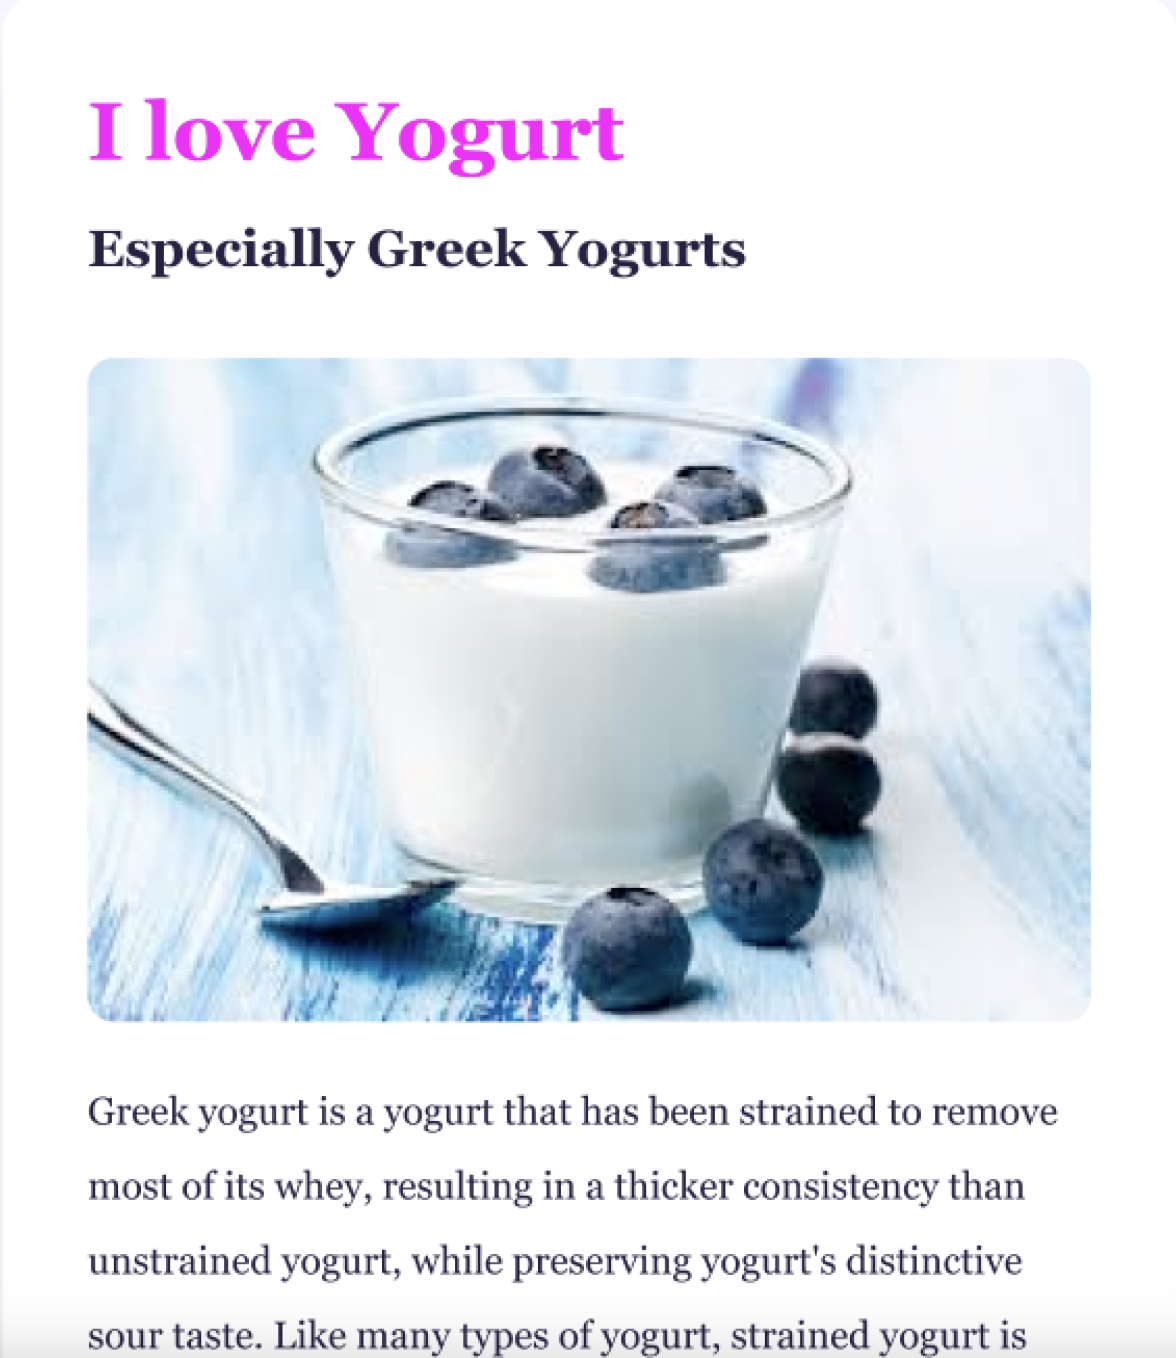 I love Yogurt
Especially Greek Yogurts
Greek yogurt is a yogurt that has been strained to remove
most of its whey, resulting in a thicker consistency than
unstrained yogurt, while preserving yogurt's distinctive
sour taste. Like many types of yogurt, strained yogurt is